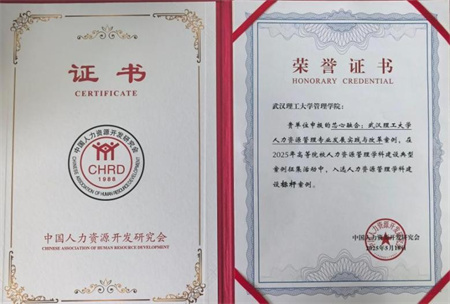 证书
CERTIFICATE
中国人力资源开发研究会
CHINESE ASSOCIATION OF HUMAN RESOURCE DEVELOPMENT
CHRD
1988
中国人力资源开发研究会
CHINESE ASSOCIATION OF HUMAN RESOURCE DEVELOPMENT
荣誉证书
HONORARY CREDENTIAL
武汉理工大学管理学院：
贵单位申报的芯心融合：武汉理工大学
人力资源管理专业发展实践与改革案例，在
2025年高等院校人力资源管理学科建设典型
案例征集活动中，入选人力资源管理学科建
设标杆案例。
中国人力资源开发研究会